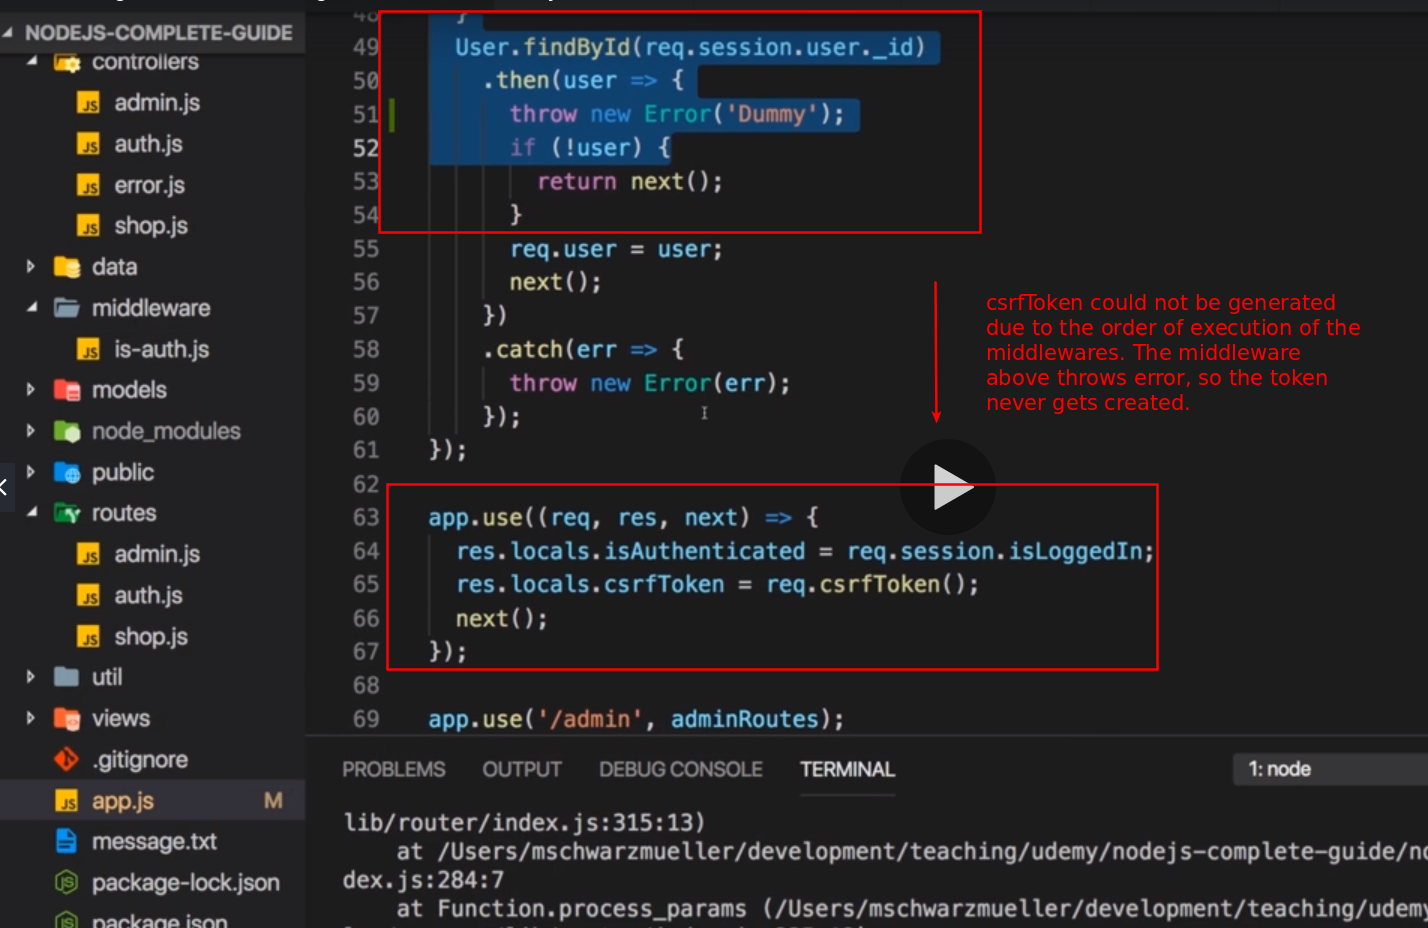 NODEJS-COMPLETE-GUIDE
controllers
admin.js
auth.js
error.js
shop.js
data
middleware
is-auth.js
models
node_modules
public
routes
admin.js
auth.js
shop.js
util
views
.gitignore
app.js M
message.txt
package-lock.json
package.json
48 }
49 User.findById(req.session.user._id)
50 .then(user => {
51 throw new Error('Dummy');
52 if (!user) {
53 return next();
54 }
55 req.user = user;
56 next();
57 })
58 .catch(err => {
59 throw new Error(err);
60 });
61 });
62
63 app.use((req, res, next) => {
64 res.locals.isAuthenticated = req.session.isLoggedIn;
65 res.locals.csrfToken = req.csrfToken();
66 next();
67 });
68
69 app.use('/admin', adminRoutes);
csrfToken could not be generated
due to the order of execution of the
middlewares. The middleware
above throws error, so the token
never gets created.
PROBLEMS OUTPUT DEBUG CONSOLE TERMINAL 1: node
lib/router/index.js:315:13)
at /Users/mschwarzmueller/development/teaching/udemy/nodejs-complete-guide/no
dex.js:284:7
at Function.process_params (/Users/mschwarzmueller/development/teaching/udemy